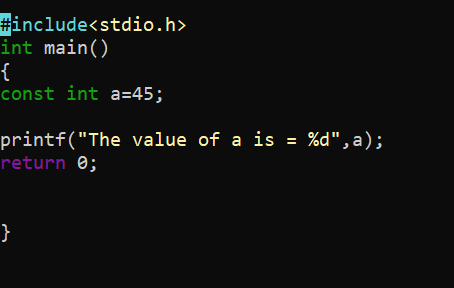 #include<stdio.h>
int main()
{
const int a=45;
printf("The value of a is = %d",a);
return 0;
}